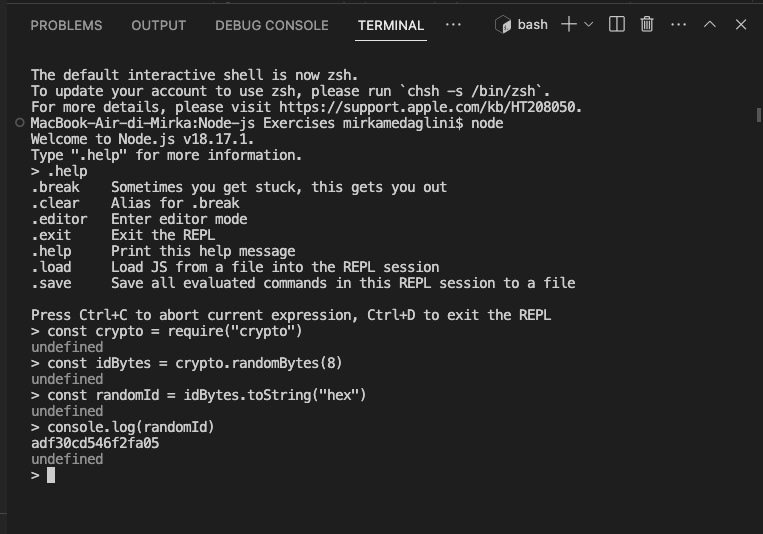 PROBLEMS OUTPUT DEBUG CONSOLE TERMINAL ··· bash
The default interactive shell is now zsh.
To update your account to use zsh, please run `chsh -s /bin/zsh`.
For more details, please visit https://support.apple.com/kb/HT208050.
MacBook-Air-di-Mirka:Node-js Exercises mirkamedaglini$ node
Welcome to Node.js v18.17.1.
Type ".help" for more information.
> .help
.break    Sometimes you get stuck, this gets you out
.clear    Alias for .break
.editor   Enter editor mode
.exit     Exit the REPL
.help     Print this help message
.load     Load JS from a file into the REPL session
.save     Save all evaluated commands in this REPL session to a file
Press Ctrl+C to abort current expression, Ctrl+D to exit the REPL
> const crypto = require("crypto")
undefined
> const idBytes = crypto.randomBytes(8)
undefined
> const randomId = idBytes.toString("hex")
undefined
> console.log(randomId)
adf30cd546f2fa05
undefined
>